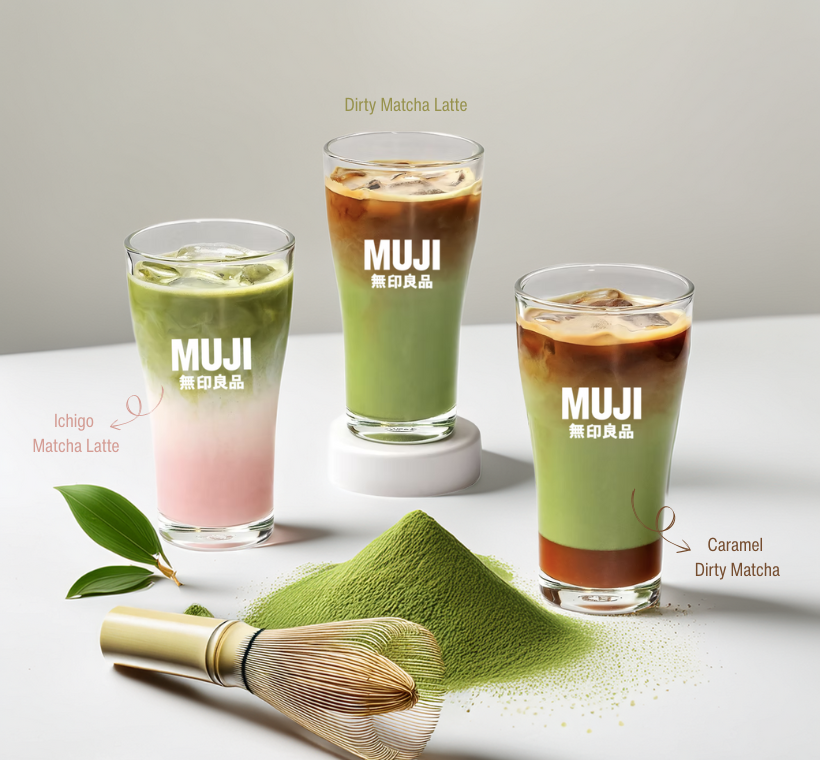 Dirty Matcha Latte
MUJI
無印良品
MUJI
無印良品
MUJI
無印良品
Ichigo
Matcha Latte
Caramel
Dirty Matcha